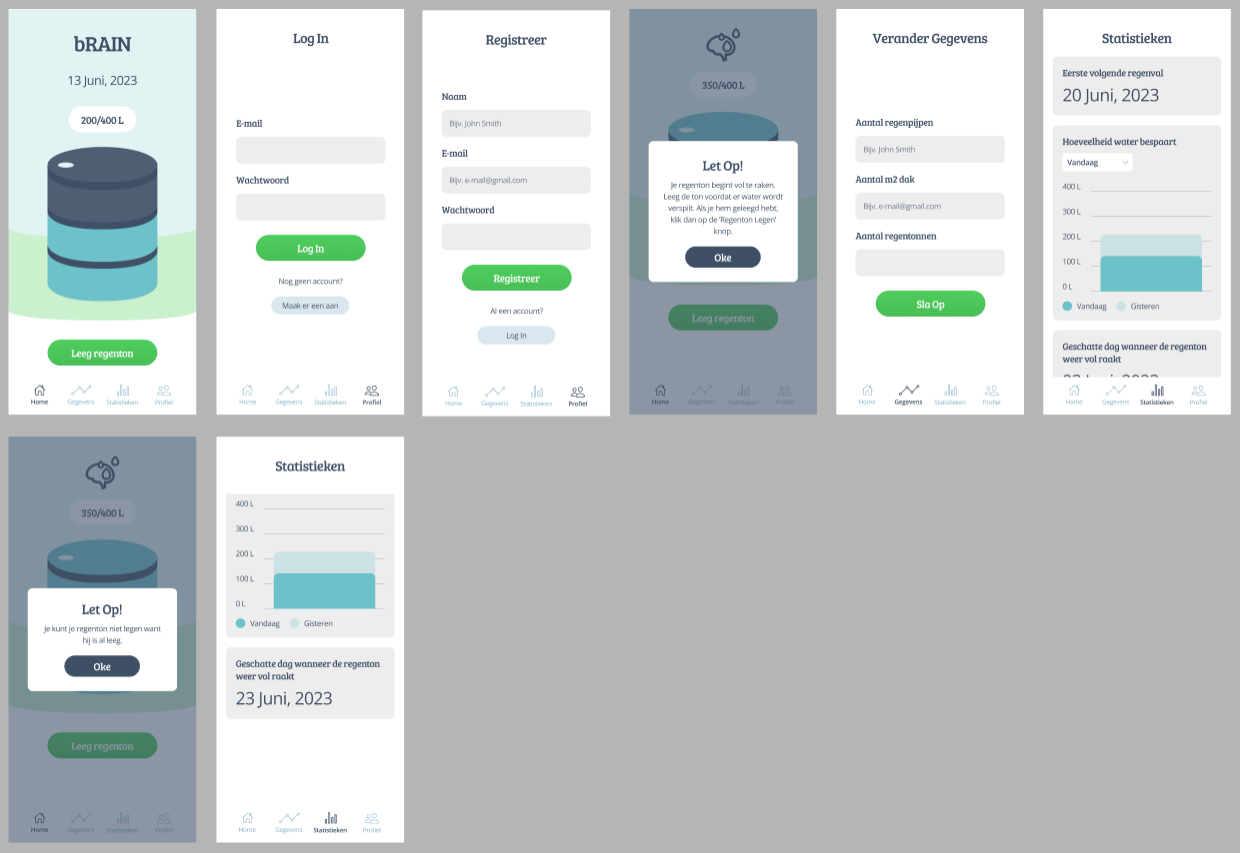 bRAIN
13 Juni, 2023
200/400 L
Leeg regenton
Home
Gegevens
Statistieken
Profiel
Log In
E-mail
Wachtwoord
Log In
Nog geen account?
Maak er een aan
Home
Gegevens
Statistieken
Profiel
Registreer
Naam
Bijv. John Smith
E-mail
Bijv. e-mail@gmail.com
Wachtwoord
Registreer
Al een account?
Log In
Home
Gegevens
Statistieken
Profiel
350/400 L
Let Op!
Je regenton begint vol te raken.
Leeg de ton voordat er water wordt
verspilt. Als je hem geleegd hebt,
klik dan op de 'Regenton Legen'
knop.
Oke
Leeg regenton
Home
Gegevens
Statistieken
Profiel
Verander Gegevens
Aantal regenpijpen
Bijv. John Smith
Aantal m2 dak
Bijv. e-mail@gmail.com
Aantal regentonnen
Sla Op
Home
Gegevens
Statistieken
Profiel
Statistieken
Eerste volgende regenval
20 Juni, 2023
Hoeveelheid water bespaart
Vandaag
400 L
300 L
200 L
100 L
0 L
Vandaag
Gisteren
Geschatte dag wanneer de regenton
weer vol raakt
23 Juni, 2023
Home
Gegevens
Statistieken
Profiel
350/400 L
Let Op!
Je kunt je regenton niet legen want
hij is al leeg.
Oke
Leeg regenton
Home
Gegevens
Statistieken
Profiel
Statistieken
400 L
300 L
200 L
100 L
0 L
Vandaag
Gisteren
Geschatte dag wanneer de regenton
weer vol raakt
23 Juni, 2023
Home
Gegevens
Statistieken
Profiel